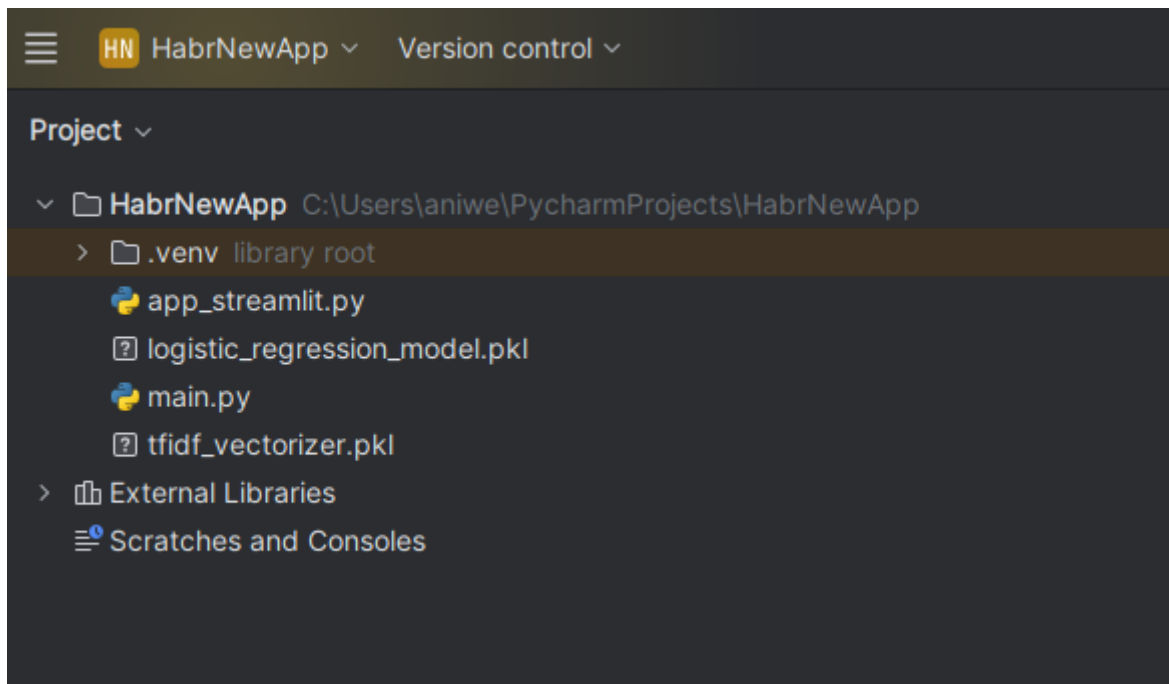 HN HabrNewApp Version control
Project
HabrNewApp C:\Users\aniwe\PycharmProjects\HabrNewApp
.venv library root
app_streamlit.py
logistic_regression_model.pkl
main.py
tfidf_vectorizer.pkl
External Libraries
Scratches and Consoles